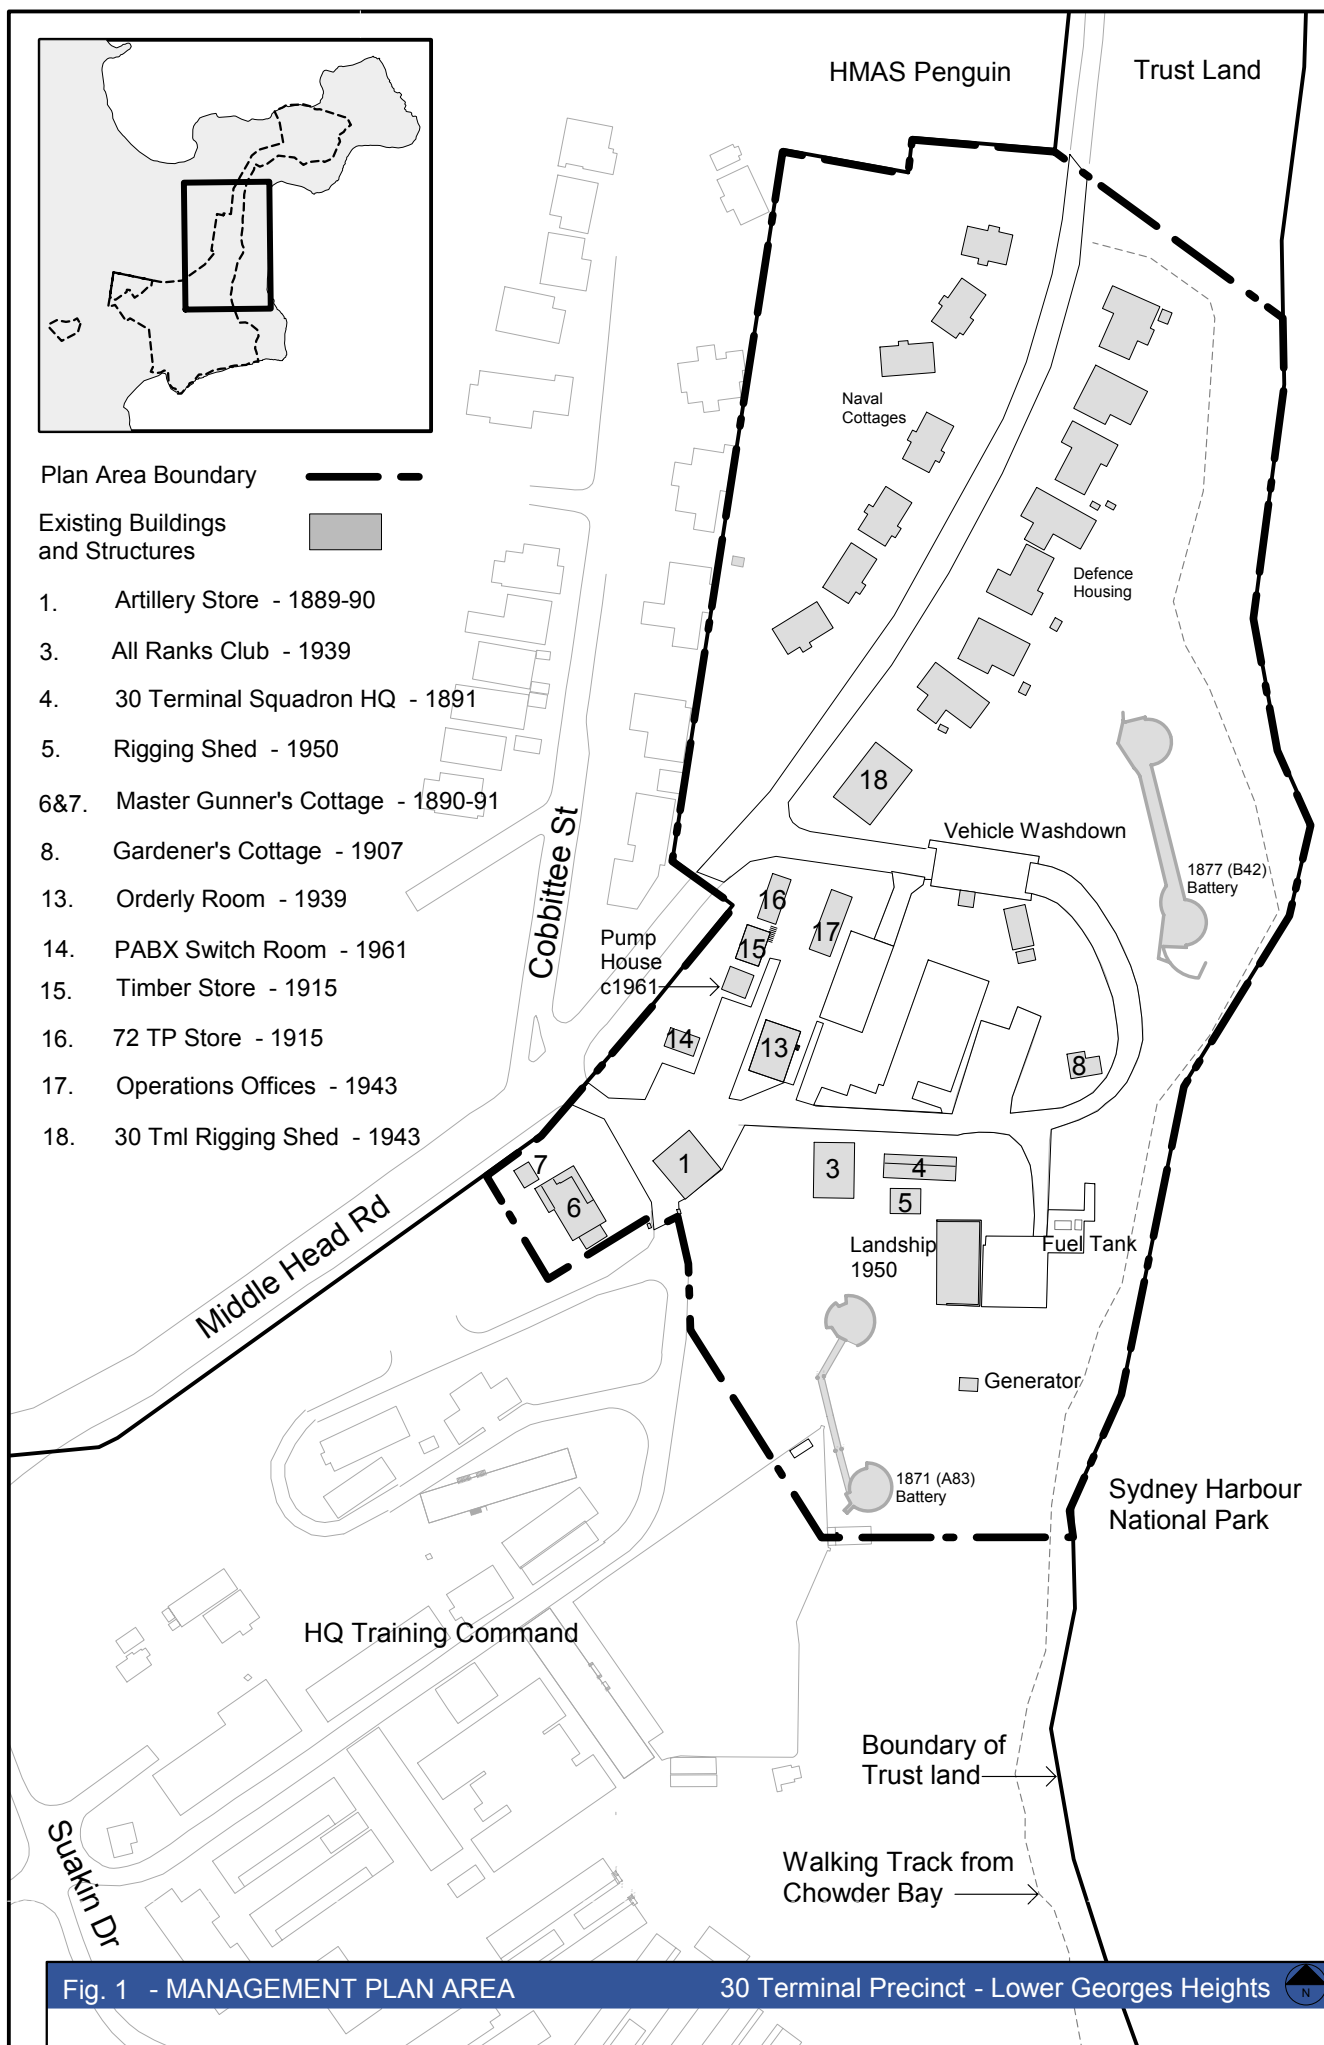 HMAS Penguin
Trust Land
Plan Area Boundary
Existing Buildings
and Structures
1. Artillery Store - 1889-90
3. All Ranks Club - 1939
4. 30 Terminal Squadron HQ - 1891
5. Rigging Shed - 1950
6&7. Master Gunner's Cottage - 1890-91
8. Gardener's Cottage - 1907
13. Orderly Room - 1939
14. PABX Switch Room - 1961
15. Timber Store - 1915
16. 72 TP Store - 1915
17. Operations Offices - 1943
18. 30 Tml Rigging Shed - 1943
Naval
Cottages
Defence
Housing
18
Vehicle Washdown
1877 (B42)
Battery
Cobbittee St
16
17
15
Pump
House
c1961
14
13
8
7
1
3
4
6
5
Middle Head Rd
Landship
1950
Fuel Tank
Generator
1871 (A83)
Battery
Sydney Harbour
National Park
HQ Training Command
Boundary of
Trust land
Walking Track from
Chowder Bay
Suakin Dr
Fig. 1 - MANAGEMENT PLAN AREA
30 Terminal Precinct - Lower Georges Heights
N